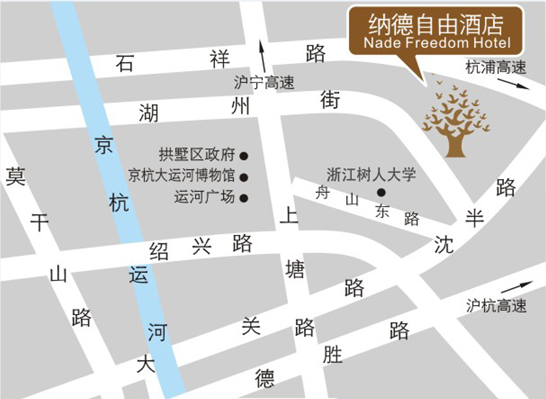 纳德自由酒店
Nade Freedom Hotel
石祥路
沪宁高速
杭浦高速
湖州街
京杭运河
拱墅区政府
京杭大运河博物馆
运河广场
浙江树人大学
舟山东路
莫干山路
上塘路
沈半路
绍兴路
沪杭高速
大关路
德胜路